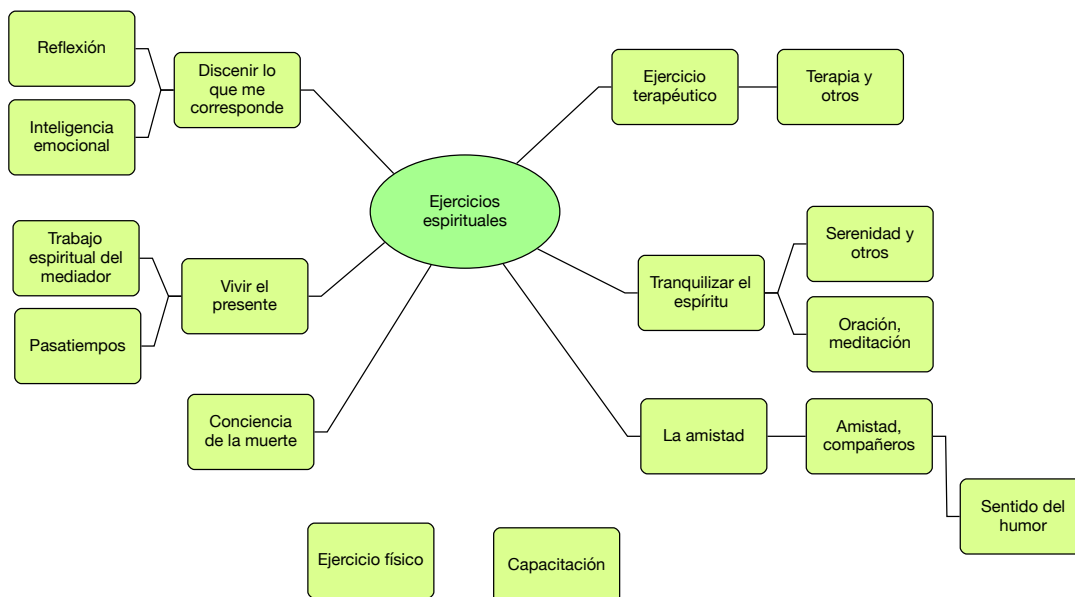 Reflexión
Discenir lo
que me
corresponde
Inteligencia
emocional
Ejercicio
terapéutico
Terapia y
otros
Ejercicios
espirituales
Trabajo
espiritual del
mediador
Vivir el
presente
Pasatiempos
Serenidad y
otros
Tranquilizar el
espíritu
Oración,
meditación
Conciencia
de la muerte
La amistad
Amistad,
compañeros
Sentido del
humor
Ejercicio físico
Capacitación